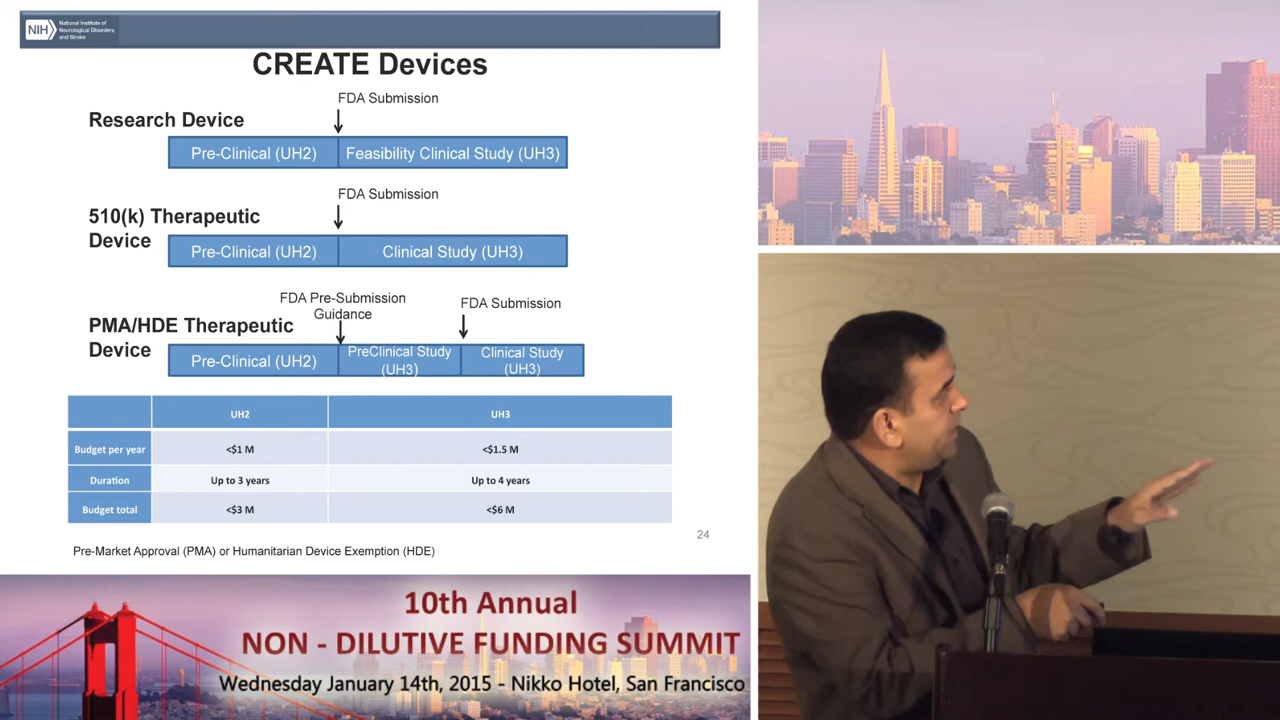 NIH
National Institute of
Neurological Disorders
and Stroke
CREATE Devices
FDA Submission
Research Device
Pre-Clinical (UH2)
Feasibility Clinical Study (UH3)
FDA Submission
510(k) Therapeutic
Device
Pre-Clinical (UH2)
Clinical Study (UH3)
FDA Pre-Submission
Guidance
FDA Submission
PMA/HDE Therapeutic
Device
Pre-Clinical (UH2)
PreClinical Study
(UH3)
Clinical Study
(UH3)
UH2 UH3
Budget per year <$1 M <$1.5 M
Duration Up to 3 years Up to 4 years
Budget total <$3 M <$6 M
24
Pre-Market Approval (PMA) or Humanitarian Device Exemption (HDE)
10th Annual
NON - DILUTIVE FUNDING SUMMIT
Wednesday January 14th, 2015 - Nikko Hotel, San Francisco